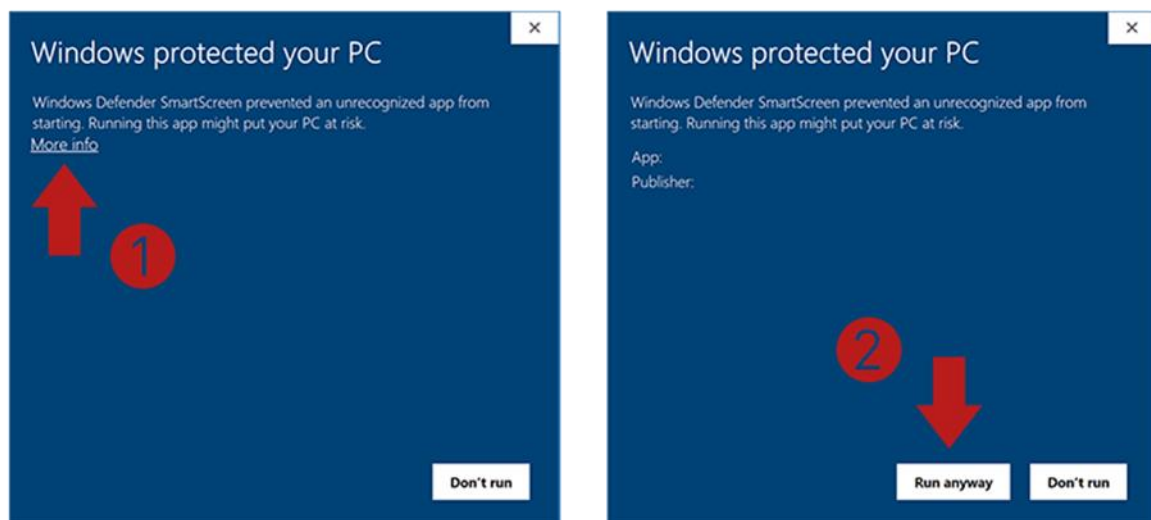 ×
Windows protected your PC
Windows Defender SmartScreen prevented an unrecognized app from
starting. Running this app might put your PC at risk.
More info
1
Don't run
×
Windows protected your PC
Windows Defender SmartScreen prevented an unrecognized app from
starting. Running this app might put your PC at risk.
App:
Publisher:
2
Run anyway Don't run